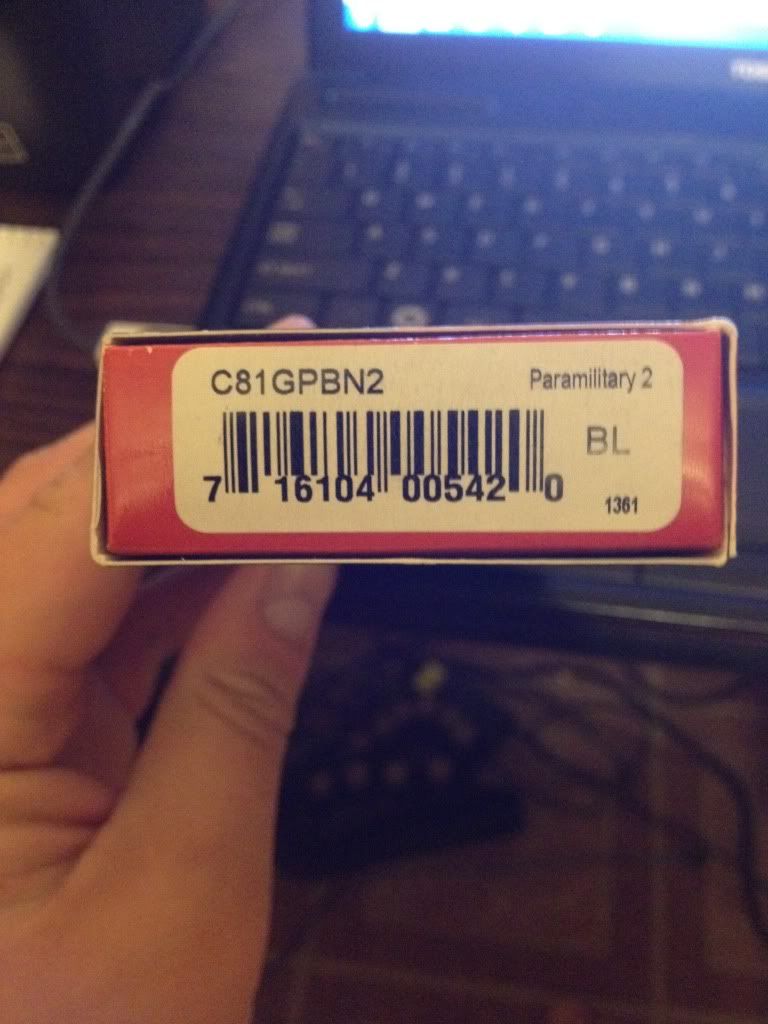 C81GPBN2 Paramilitary 2
BL
7 16104 00542 0
1361